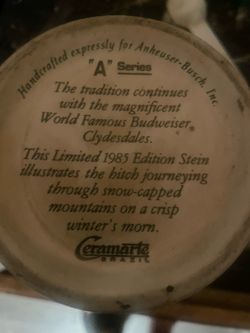 Handcrafted expressly for Anheuser-Busch, Inc.
"A" Series
The tradition continues
with the magnificent
World Famous Budweiser®
Clydesdales.
This Limited 1985 Edition Stein
illustrates the hitch journeying
through snow-capped
mountains on a crisp
winter's morn.
Ceramarte
BRAZIL